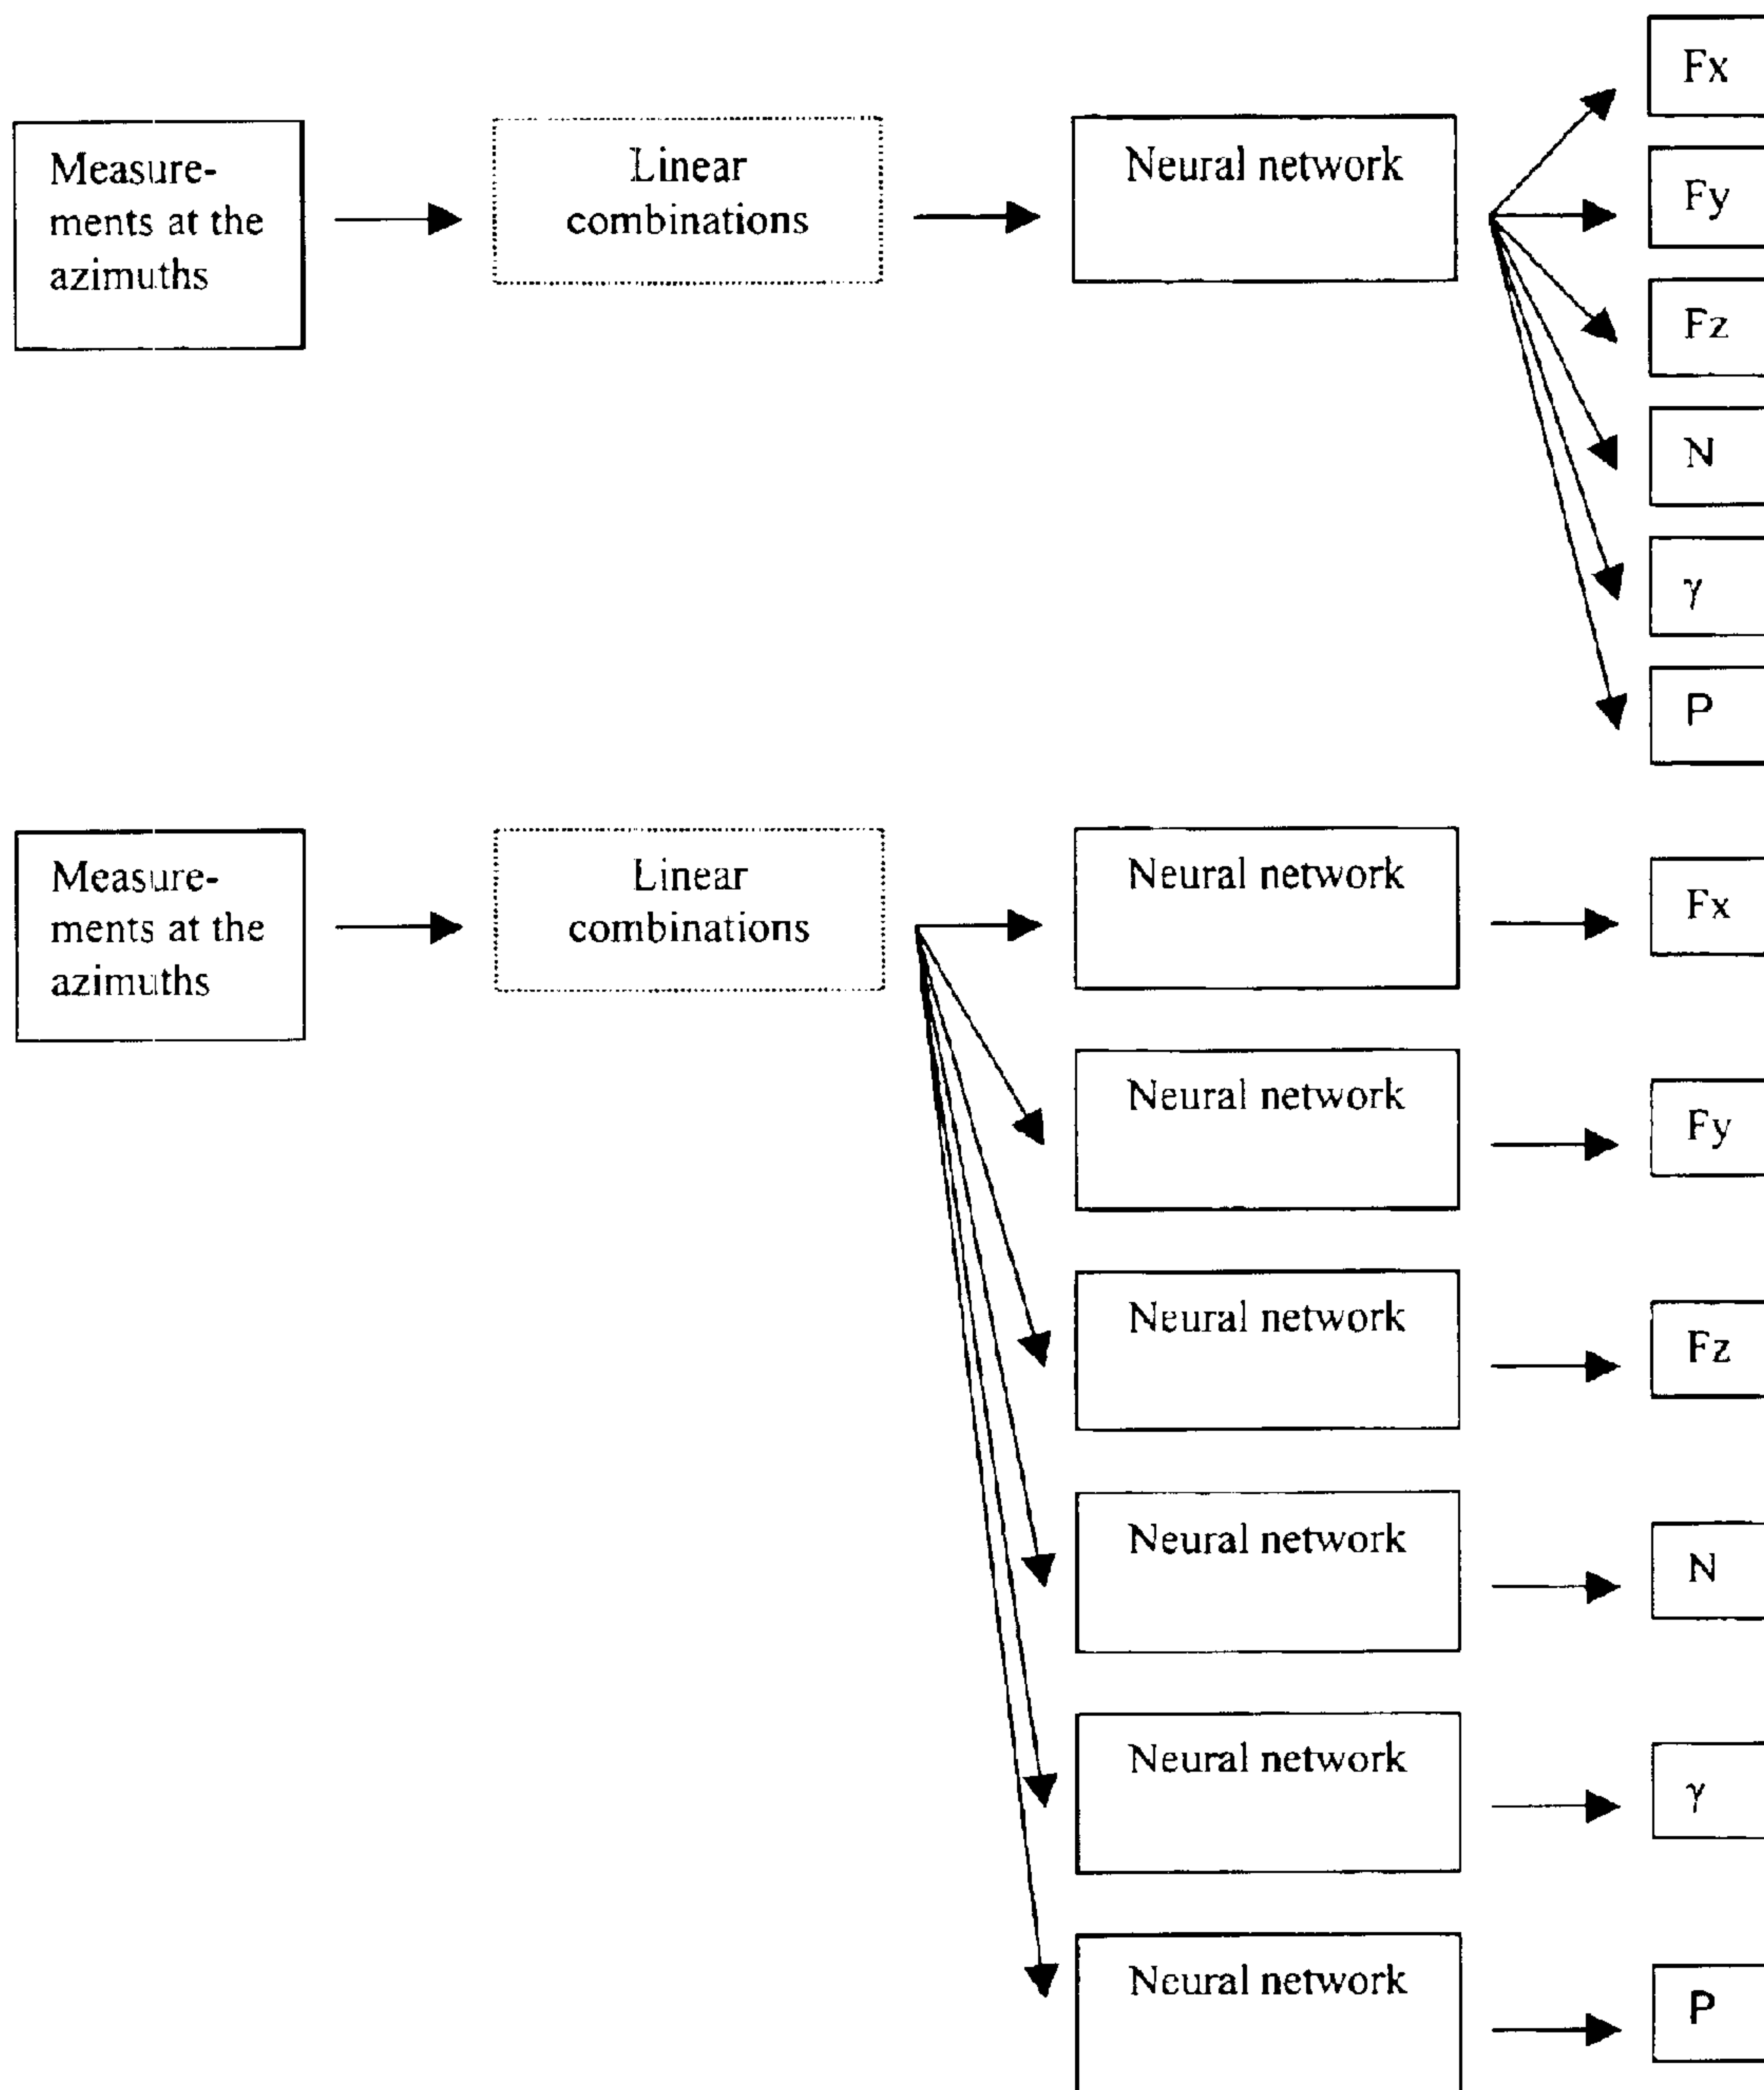 Measure-
ments at the
azimuths
Linear
combinations
Neural network
Fx
Fy
Fz
N
γ
P
Measure-
ments at the
azimuths
Linear
combinations
Neural network
Fx
Neural network
Fy
Neural network
Fz
Neural network
N
Neural network
γ
Neural network
P